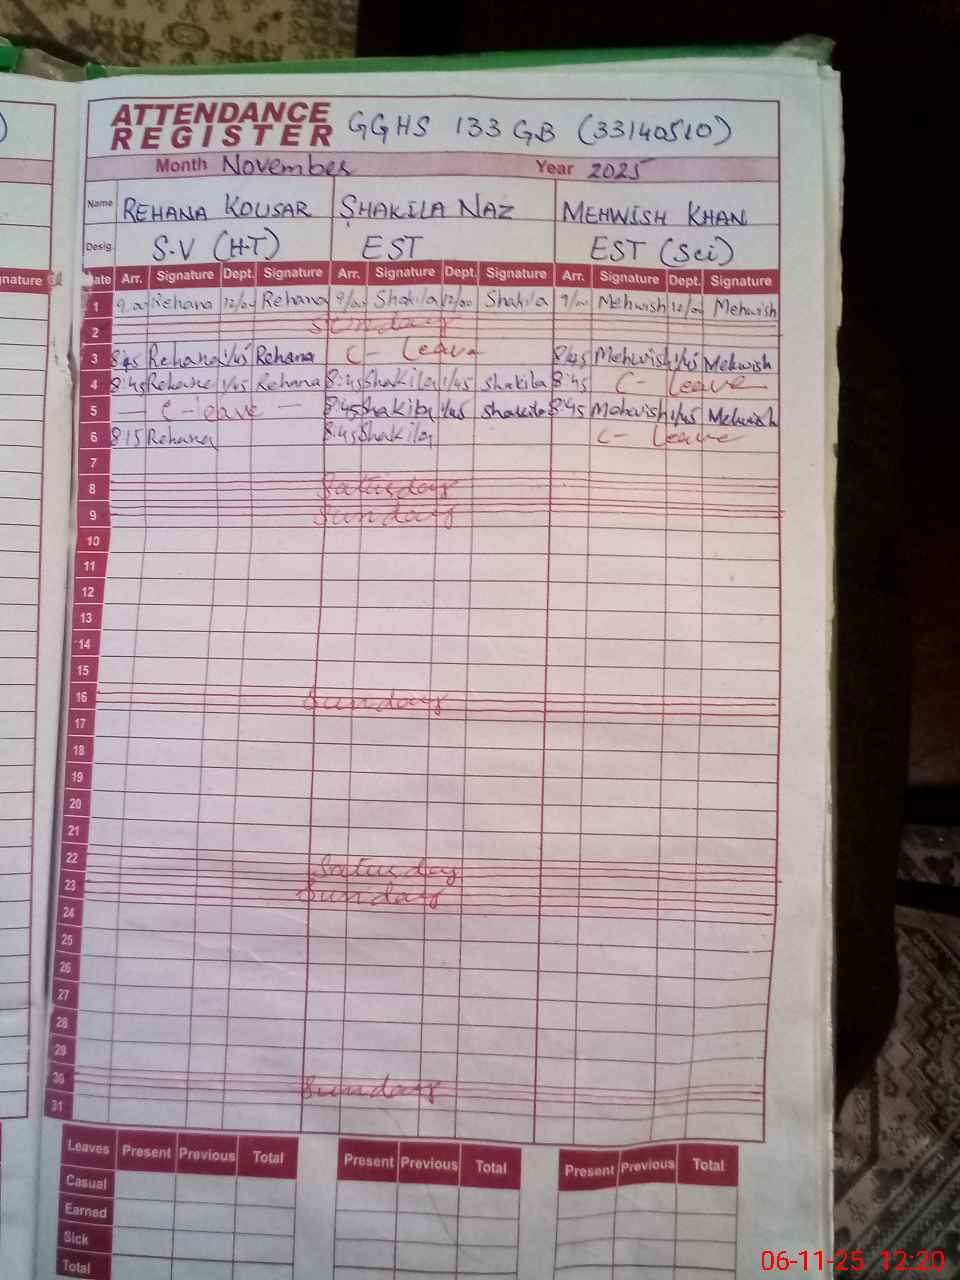 ATTENDANCE REGISTER GGHS 133 GB (33140510)
Month November Year 2025
Name REHANA KOUSAR SHAKILA NAZ MEHWISH KHAN
Desig. S.V (H.T) EST EST (Sci)
nature
Date Arr. Signature Dept. Signature Arr. Signature Dept. Signature Arr. Signature Dept. Signature
1 9.00 Rehana 12/00 Rehana 9/00 Shakila 12/00 Shakila 9/00 Mehwish 12/00 Mehwish
2 Sunday
3 8:45 Rehana 1/45 Rehana C- Leave 8:45 Mehwish 1/45 Mehwish
4 8:45 Rehana 1/45 Rehana 8:45 Shakila 1/45 Shakila 8:45 C- Leave
5 — C-leave — 8:45 Shakila 1/45 Shakila 8:45 Mehwish 1/45 Mehwish
6 8:15 Rehana 8:45 Shakila C- Leave
7
8 Saturday
9 Sunday
10
11
12
13
14
15
16 Sunday
17
18
19
20
21
22 Saturday
23 Sunday
24
25
26
27
28
29
30 Sunday
31
Leaves Present Previous Total Present Previous Total Present Previous Total
Casual
Earned
Sick
Total
06-11-25 12:20